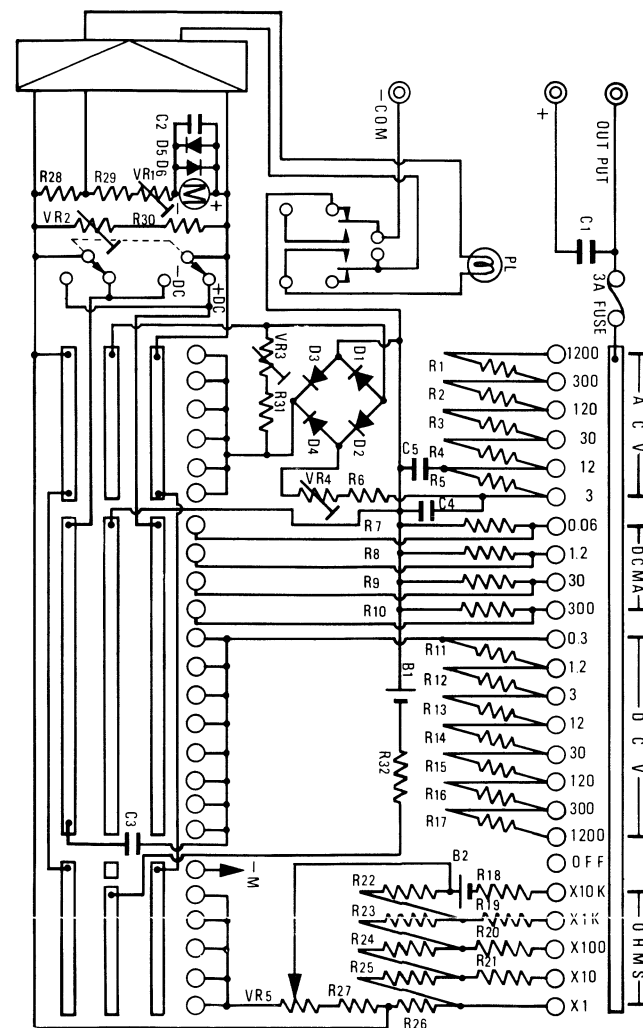 OUT PUT
+
-COM
C1
3A FUSE
PL
C2
D5
D6
M
+
-
R28
R29
VR1
VR2
R30
-DC
+DC
VR3
R31
D3
D1
D4
D2
VR4
R6
C5
C4
R1
R2
R3
R4
R5
1200
300
120
30
12
3
A C V
R7
R8
R9
R10
0.06
1.2
30
300
DCMA
B1
R32
R11
R12
R13
R14
R15
R16
R17
0.3
1.2
3
12
30
120
300
1200
D C V
OFF
C3
-M
B2
R22
R18
X10K
R23
R19
X1K
R24
R20
X100
R25
R21
X10
VR5
R27
R26
X1
OHMS